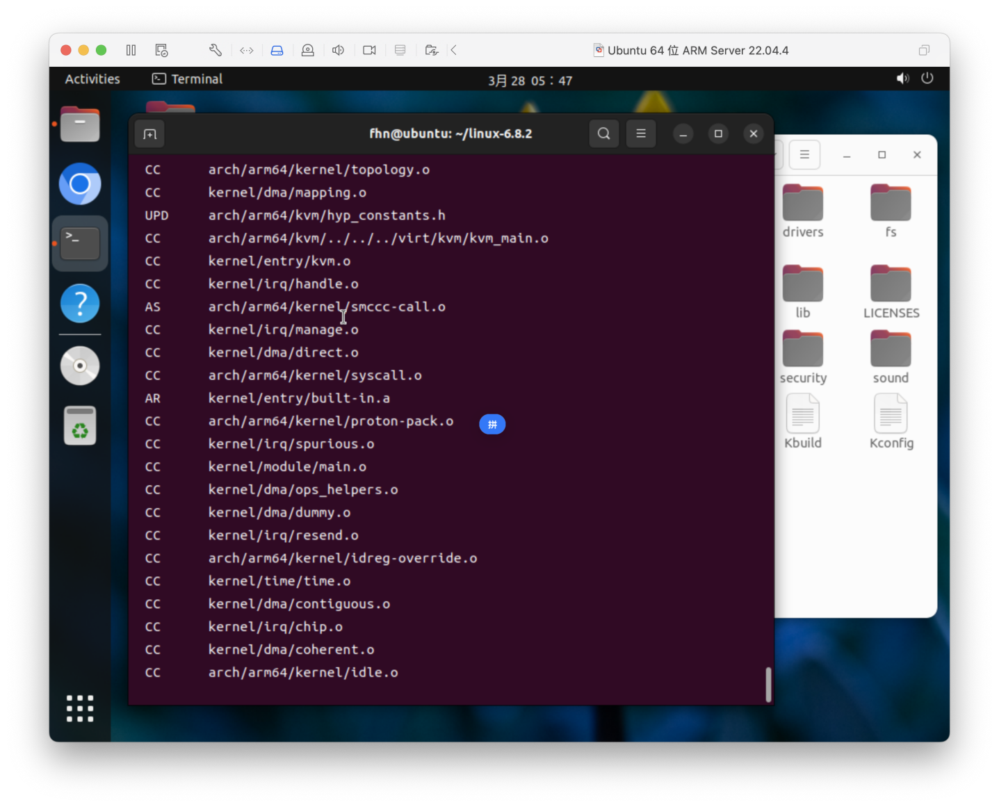 Ubuntu 64 位 ARM Server 22.04.4
Activities
Terminal
3月 28 05：47
fhn@ubuntu: ~/linux-6.8.2
CC arch/arm64/kernel/topology.o
CC kernel/dma/mapping.o
UPD arch/arm64/kvm/hyp_constants.h
CC arch/arm64/kvm/../../../virt/kvm/kvm_main.o
CC kernel/entry/kvm.o
CC kernel/irq/handle.o
AS arch/arm64/kernel/smccc-call.o
CC kernel/irq/manage.o
CC kernel/dma/direct.o
CC arch/arm64/kernel/syscall.o
AR kernel/entry/built-in.a
CC arch/arm64/kernel/proton-pack.o
CC kernel/irq/spurious.o
CC kernel/module/main.o
CC kernel/dma/ops_helpers.o
CC kernel/dma/dummy.o
CC kernel/irq/resend.o
CC arch/arm64/kernel/idreg-override.o
CC kernel/time/time.o
CC kernel/dma/contiguous.o
CC kernel/irq/chip.o
CC kernel/dma/coherent.o
CC arch/arm64/kernel/idle.o
drivers
fs
lib
LICENSES
security
sound
Kbuild
Kconfig